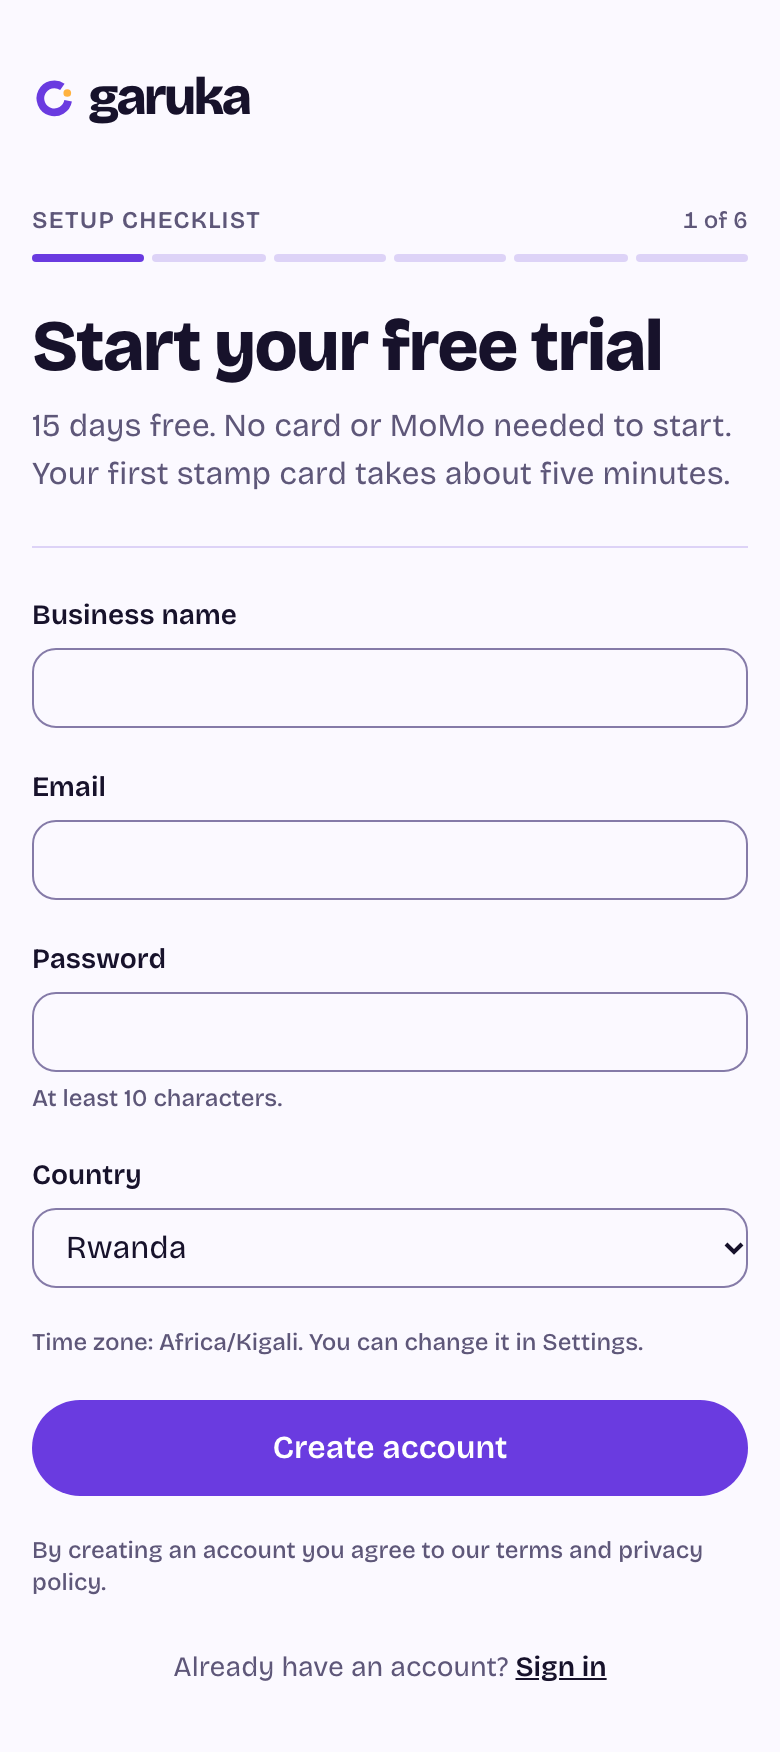 garuka
SETUP CHECKLIST
1 of 6
Start your free trial
15 days free. No card or MoMo needed to start.
Your first stamp card takes about five minutes.
Business name
Email
Password
At least 10 characters.
Country
Rwanda
Time zone: Africa/Kigali. You can change it in Settings.
Create account
By creating an account you agree to our terms and privacy
policy.
Already have an account? Sign in